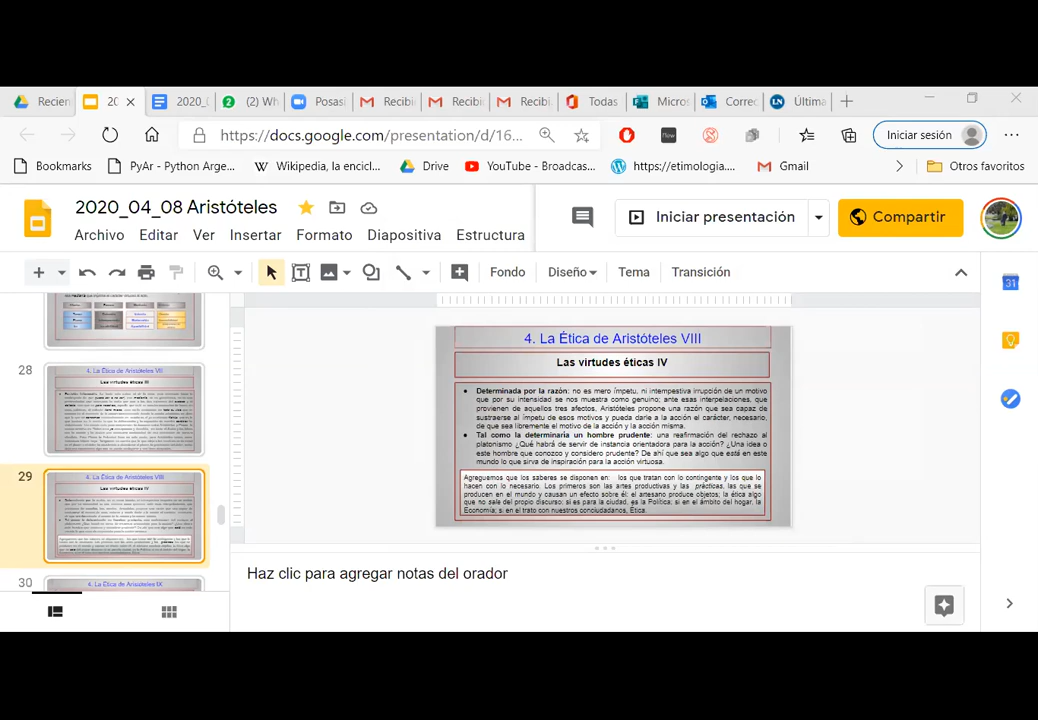 Recien
20
2020_
(2) Wh
Posas
Recibi
Recibi
Recibi
Todas
Micros
Correc
Última
https://docs.google.com/presentation/d/16...
Iniciar sesión
Bookmarks
PyAr - Python Arge...
Wikipedia, la encicl...
Drive
YouTube - Broadcas...
https://etimologia....
Gmail
Otros favoritos
2020_04_08 Aristóteles
Iniciar presentación
Compartir
Archivo Editar Ver Insertar Formato Diapositiva Estructura
Fondo Diseño Tema Transición
28
4. La Ética de Aristóteles VII
Las virtudes éticas III
29
4. La Ética de Aristóteles VIII
Las virtudes éticas IV
30
4. La Ética de Aristóteles IX
4. La Ética de Aristóteles VIII
Las virtudes éticas IV
● Determinada por la razón: no es mero ímpetu, ni intempestiva irrupción de un motivo
que por su intensidad se nos muestra como genuino; ante esas interpelaciones, que
provienen de aquellos tres afectos. Aristóteles propone una razón que sea capaz de
sustraerse al ímpetu de esos motivos y pueda darle a la acción el carácter, necesario,
de que sea libremente el motivo de la acción y la acción misma.
● Tal como la determinaría un hombre prudente: una reafirmación del rechazo al
platonismo ¿Qué habrá de servir de instancia orientadora para la acción? ¿Una idea o
este hombre que conozco y considero prudente? De ahí que sea algo que está en este
mundo lo que sirva de inspiración para la acción virtuosa.
Agreguemos que los saberes se disponen en: los que tratan con lo contingente y los que lo
hacen con lo necesario. Los primeros son las artes productivas y las prácticas, las que se
producen en el mundo y causan un efecto sobre él: el artesano produce objetos; la ética algo
que no sale del propio discurso: si es para la ciudad, es la Política; si en el ámbito del hogar, la
Economía; si en el trato con nuestros conciudadanos, Ética.
Haz clic para agregar notas del orador
31